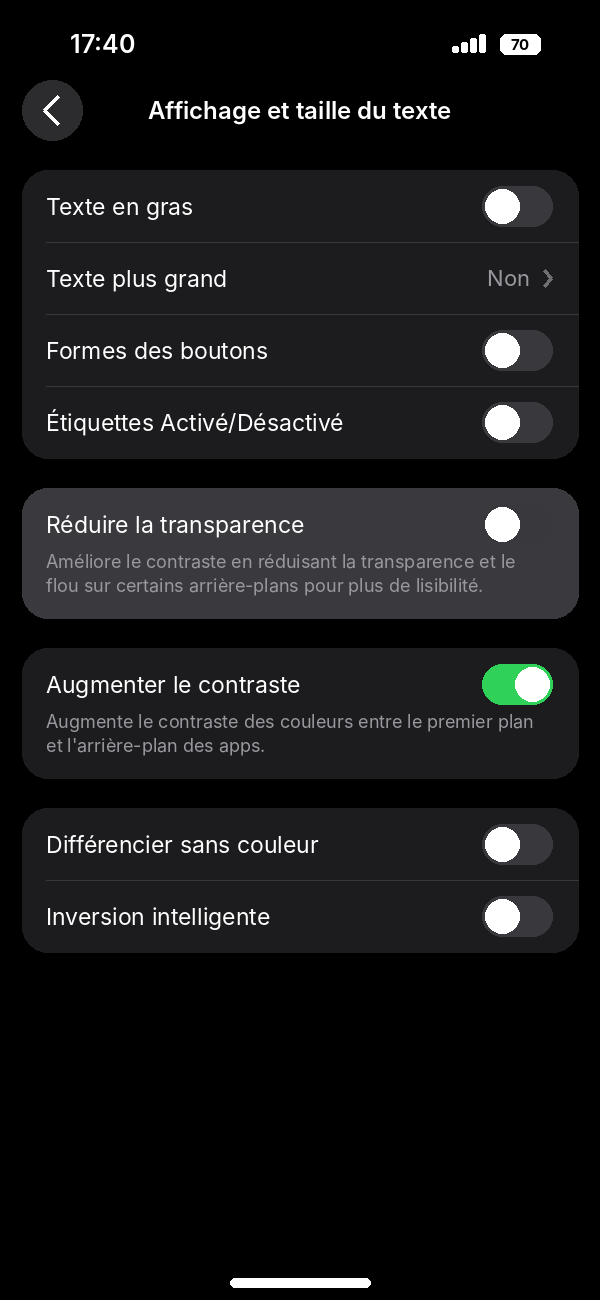 17:40
70
Affichage et taille du texte
Texte en gras
Texte plus grand
Non
Formes des boutons
Étiquettes Activé/Désactivé
Réduire la transparence
Améliore le contraste en réduisant la transparence et le
flou sur certains arrière-plans pour plus de lisibilité.
Augmenter le contraste
Augmente le contraste des couleurs entre le premier plan
et l'arrière-plan des apps.
Différencier sans couleur
Inversion intelligente